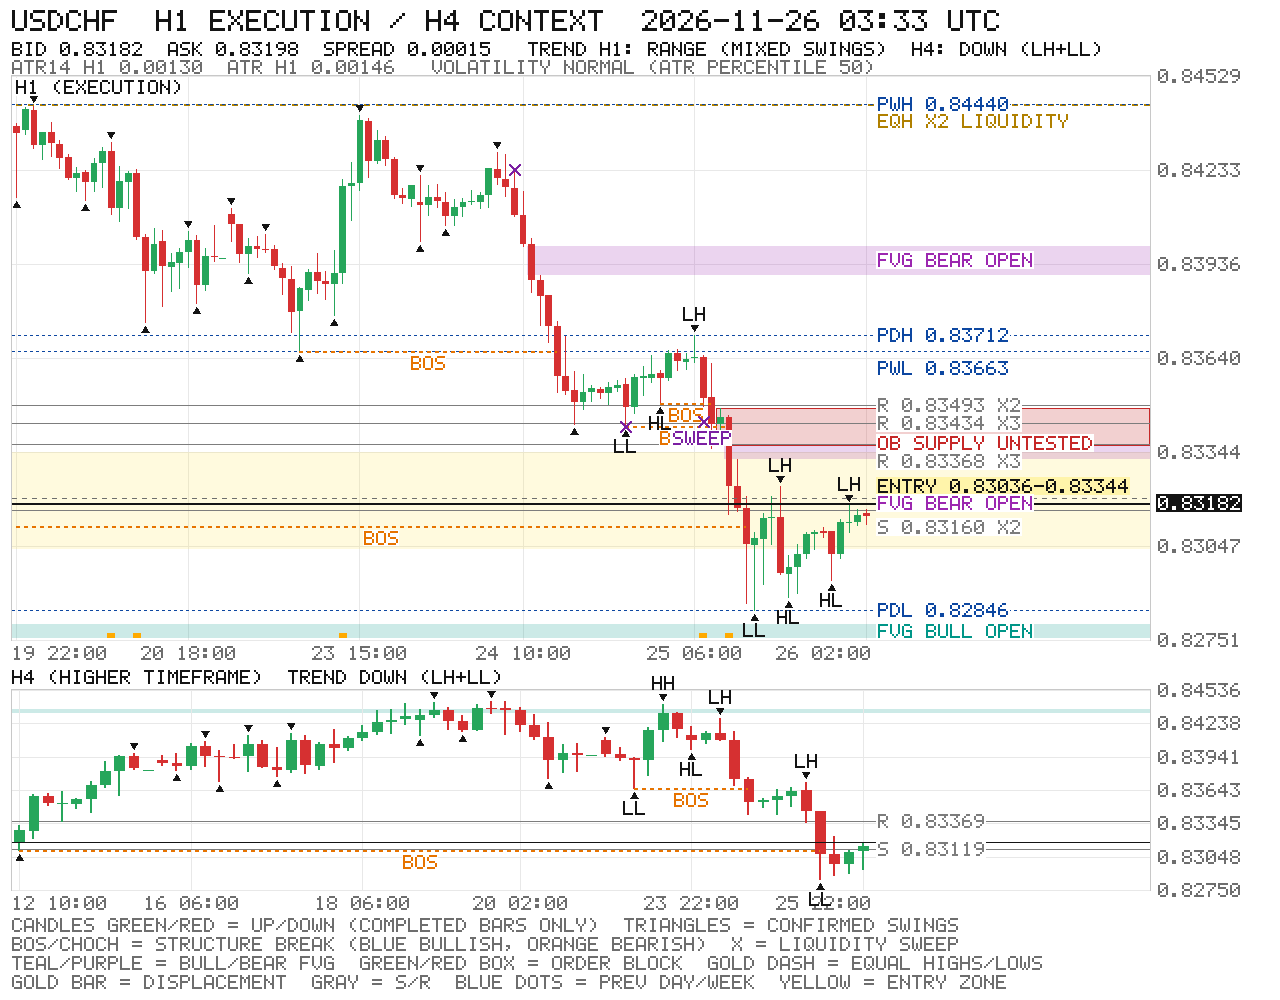 USDCHF  H1 EXECUTION / H4 CONTEXT  2026-11-26 03:33 UTC
BID 0.83182  ASK 0.83198  SPREAD 0.00015   TREND H1: RANGE (MIXED SWINGS)  H4: DOWN (LH+LL)
ATR14 H1 0.00130  ATR H1 0.00146   VOLATILITY NORMAL (ATR PERCENTILE 50)
H1 (EXECUTION)
0.84529
PWH 0.84440
EQH X2 LIQUIDITY
0.84233
FVG BEAR OPEN
0.83936
LH
PDH 0.83712
0.83640
BOS
PWL 0.83663
R 0.83493 X2
BOS
HL
R 0.83434 X3
SWEEP
LL
OB SUPPLY UNTESTED
0.83344
R 0.83368 X3
LH
LH
ENTRY 0.83036-0.83344
FVG BEAR OPEN
0.83182
S 0.83160 X2
BOS
0.83047
HL
PDL 0.82846
HL
LL
FVG BULL OPEN
0.82751
19 22:00  20 18:00  23 15:00  24 10:00  25 06:00  26 02:00
H4 (HIGHER TIMEFRAME)  TREND DOWN (LH+LL)
HH
LH
0.84536
0.84238
0.83941
HL
LH
0.83643
BOS
LL
R 0.83369
0.83345
S 0.83119
0.83048
BOS
0.82750
LL
12 10:00  16 06:00  18 06:00  20 02:00  23 22:00  25 22:00
CANDLES GREEN/RED = UP/DOWN (COMPLETED BARS ONLY)  TRIANGLES = CONFIRMED SWINGS
BOS/CHOCH = STRUCTURE BREAK (BLUE BULLISH, ORANGE BEARISH)  X = LIQUIDITY SWEEP
TEAL/PURPLE = BULL/BEAR FVG  GREEN/RED BOX = ORDER BLOCK  GOLD DASH = EQUAL HIGHS/LOWS
GOLD BAR = DISPLACEMENT  GRAY = S/R  BLUE DOTS = PREV DAY/WEEK  YELLOW = ENTRY ZONE